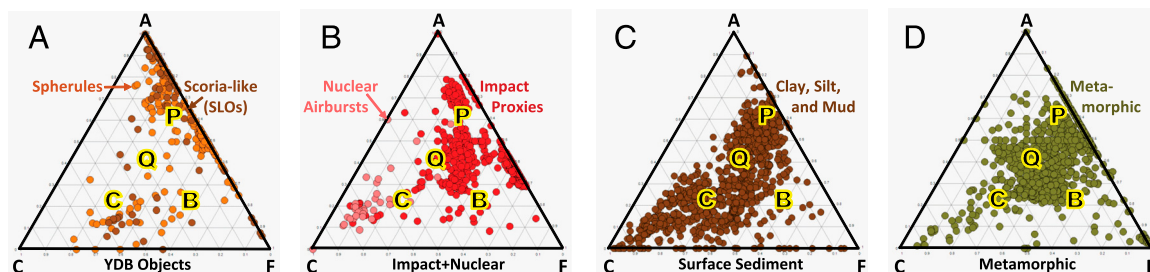 A
A
Spherules
Scoria-like
(SLOs)
P
Q
C
B
C
YDB Objects
F
B
A
Nuclear
Airbursts
Impact
Proxies
P
Q
C
B
C
Impact+Nuclear
F
C
A
Clay, Silt,
and Mud
P
Q
C
B
C
Surface Sediment
F
D
A
Meta-
morphic
P
Q
C
B
C
Metamorphic
F